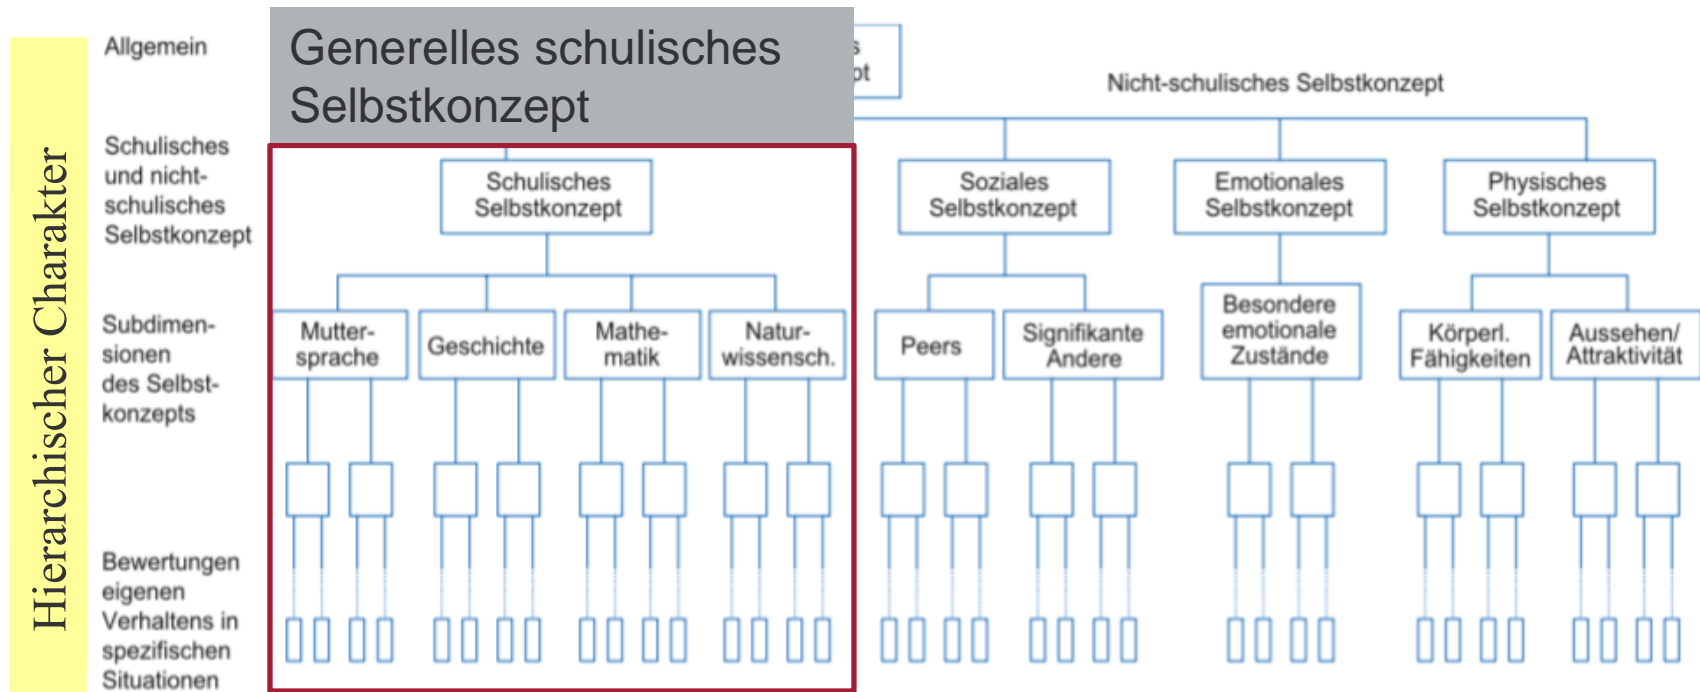 Hierarchischer Charakter
Allgemein
Generelles schulisches
Selbstkonzept
Nicht-schulisches Selbstkonzept
Schulisches
und nicht-
schulisches
Selbstkonzept
Schulisches
Selbstkonzept
Soziales
Selbstkonzept
Emotionales
Selbstkonzept
Physisches
Selbstkonzept
Subdimen-
sionen
des Selbst-
konzepts
Mutter-
sprache
Geschichte
Mathe-
matik
Natur-
wissensch.
Peers
Signifikante
Andere
Besondere
emotionale
Zustände
Körperl.
Fähigkeiten
Aussehen/
Attraktivität
Bewertungen
eigenen
Verhaltens in
spezifischen
Situationen